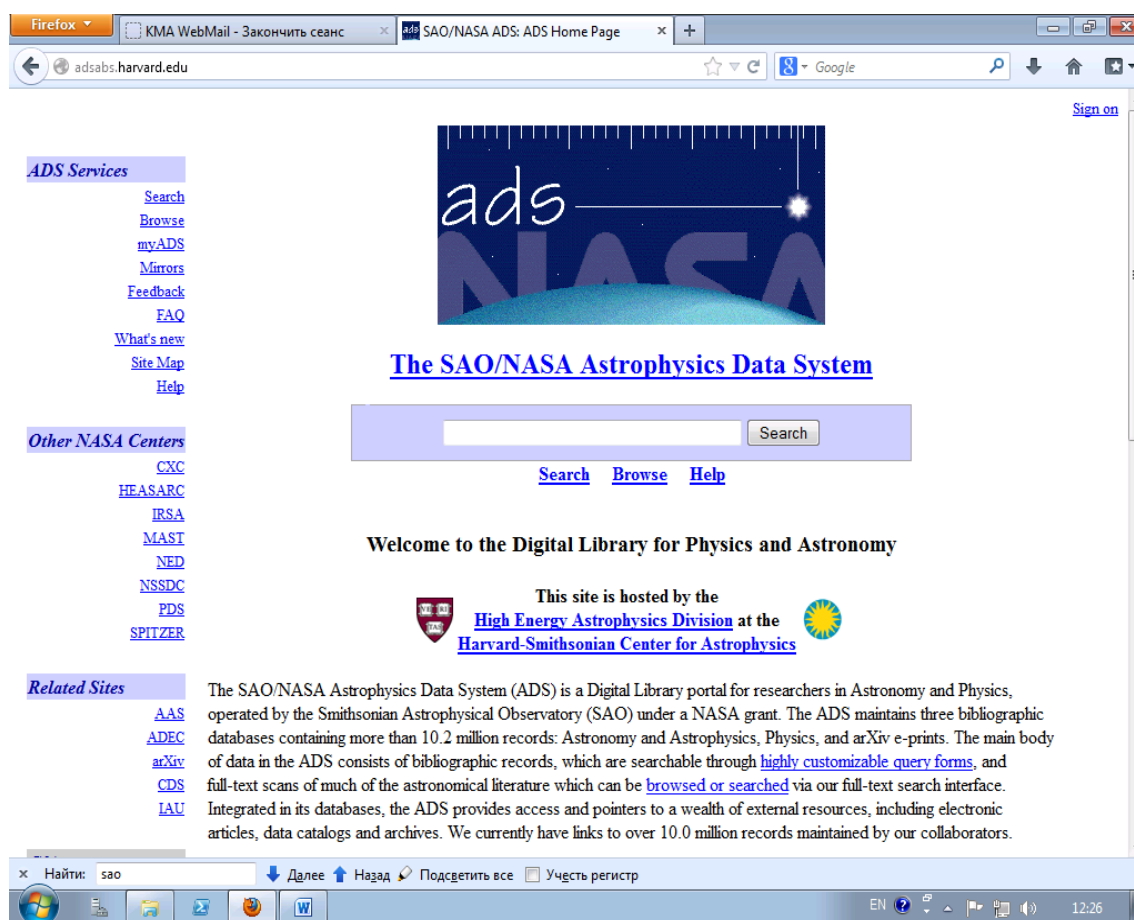 Firefox
KMA WebMail - Закончить сеанс
ads SAO/NASA ADS: ADS Home Page
adsabs.harvard.edu
Google
Sign on
ads
NASA
The SAO/NASA Astrophysics Data System
Search
Search Browse Help
Welcome to the Digital Library for Physics and Astronomy
This site is hosted by the
High Energy Astrophysics Division at the
Harvard-Smithsonian Center for Astrophysics
VE RI
TAS
ADS Services
Search
Browse
myADS
Mirrors
Feedback
FAQ
What's new
Site Map
Help
Other NASA Centers
CXC
HEASARC
IRSA
MAST
NED
NSSDC
PDS
SPITZER
Related Sites
AAS
ADEC
arXiv
CDS
IAU
The SAO/NASA Astrophysics Data System (ADS) is a Digital Library portal for researchers in Astronomy and Physics,
operated by the Smithsonian Astrophysical Observatory (SAO) under a NASA grant. The ADS maintains three bibliographic
databases containing more than 10.2 million records: Astronomy and Astrophysics, Physics, and arXiv e-prints. The main body
of data in the ADS consists of bibliographic records, which are searchable through highly customizable query forms, and
full-text scans of much of the astronomical literature which can be browsed or searched via our full-text search interface.
Integrated in its databases, the ADS provides access and pointers to a wealth of external resources, including electronic
articles, data catalogs and archives. We currently have links to over 10.0 million records maintained by our collaborators.
Найти: sao Далее Назад Подсветить все Учесть регистр
EN 12:26